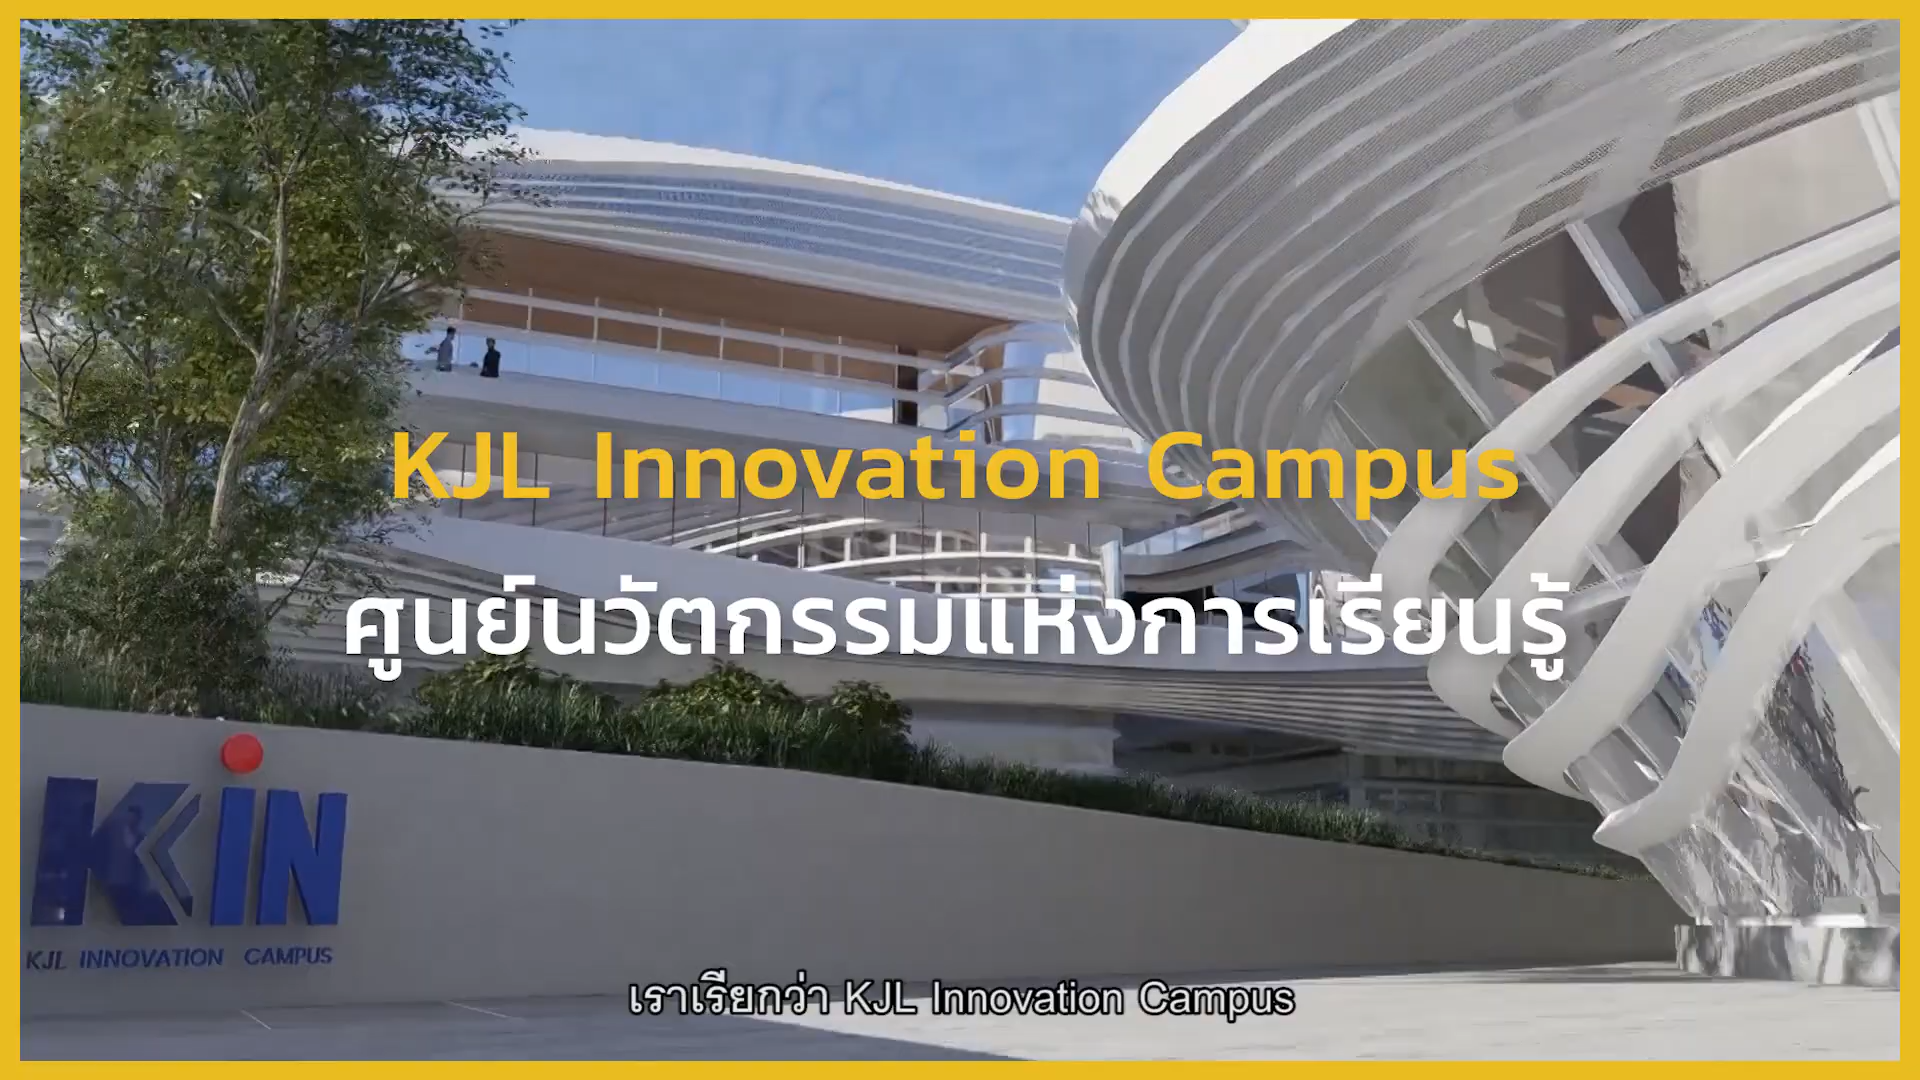 KJL Innovation Campus
ศูนย์นวัตกรรมแห่งการเรียนรู้
KIN
KJL INNOVATION CAMPUS
เราเรียกว่า KJL Innovation Campus